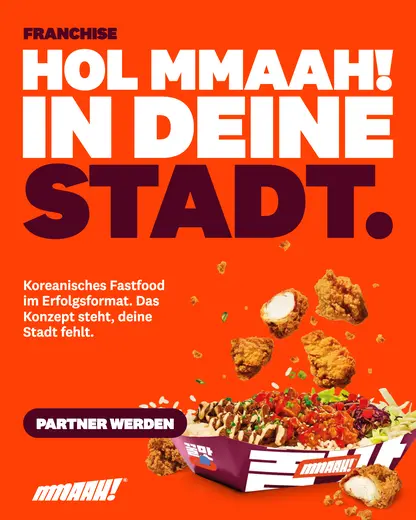 FRANCHISE
HOL MMAAH!
IN DEINE
STADT.
Koreanisches Fastfood
im Erfolgsformat. Das
Konzept steht, deine
Stadt fehlt.
PARTNER WERDEN
MMAAH!
mmaaH!®